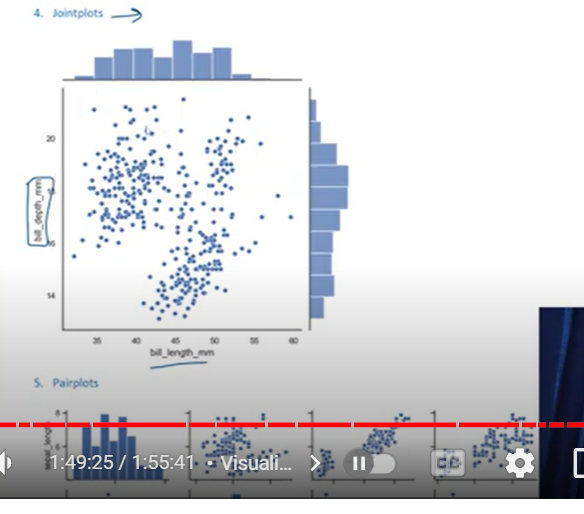 4. Jointplots
20
18
bill_depth_mm
16
14
35 40 45 50 55 60
bill_length_mm
5. Pairplots
8
6
1:49:25 / 1:55:41 • Visuali...
CC